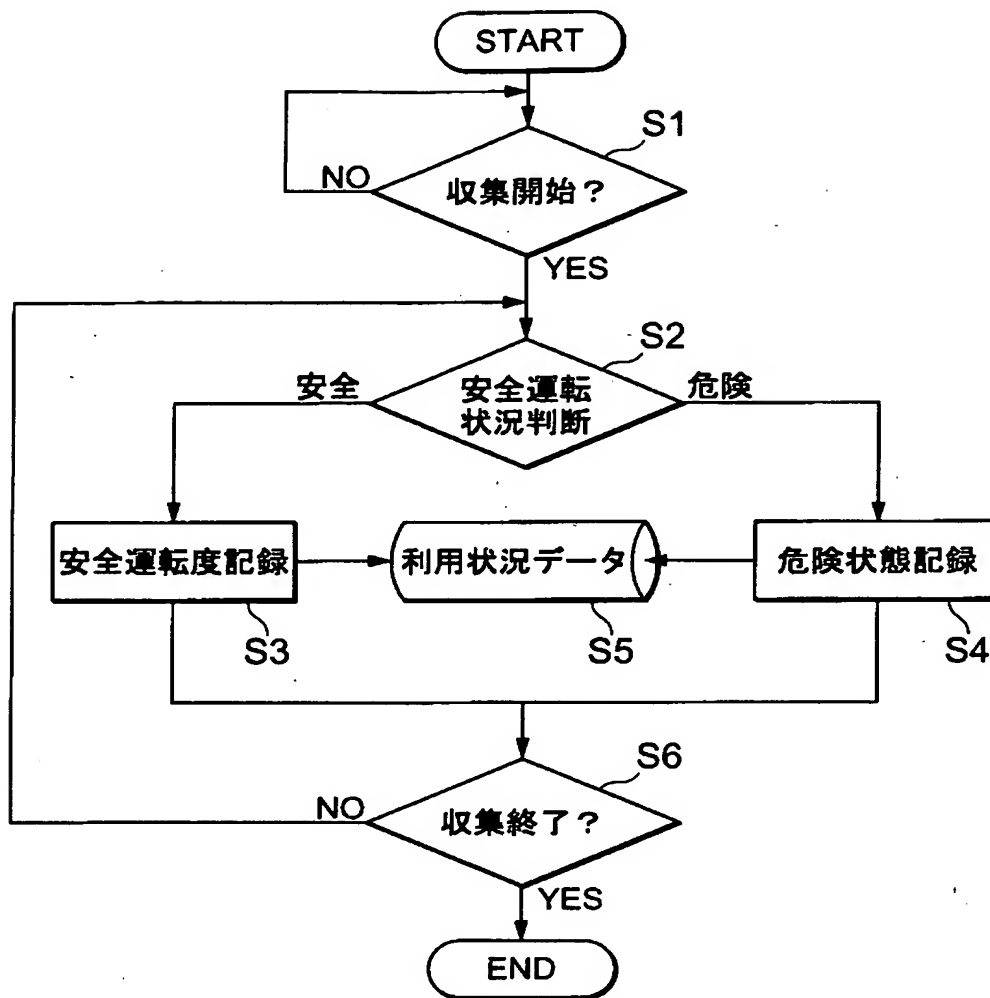 START
S1
NO
収集開始？
YES
S2
安全
安全運転
状況判断
危険
安全運転度記録
利用状況データ
危険状態記録
S3
S5
S4
S6
NO
収集終了？
YES
END